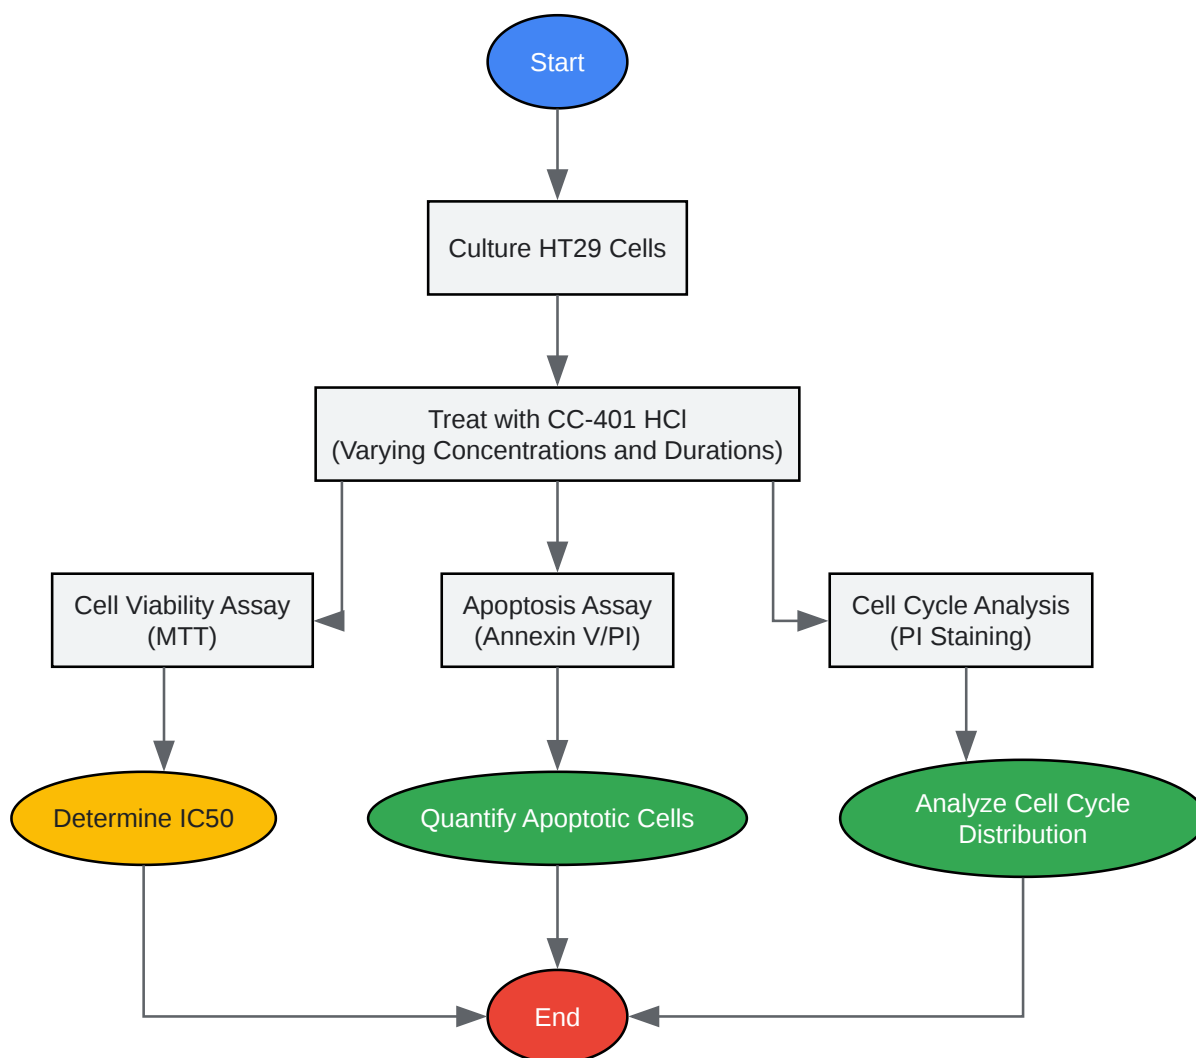 Start
Culture HT29 Cells
Treat with CC-401 HCl
(Varying Concentrations and Durations)
Cell Viability Assay
(MTT)
Apoptosis Assay
(Annexin V/PI)
Cell Cycle Analysis
(PI Staining)
Determine IC50
Quantify Apoptotic Cells
Analyze Cell Cycle
Distribution
End